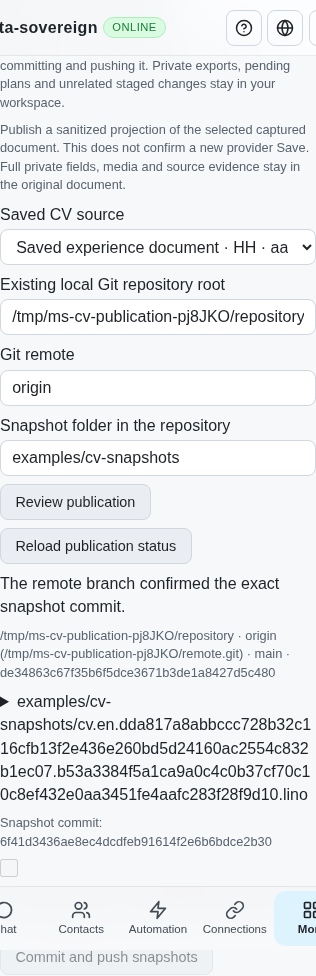 ta-sovereign ONLINE
committing and pushing it. Private exports, pending
plans and unrelated staged changes stay in your
workspace.
Publish a sanitized projection of the selected captured
document. This does not confirm a new provider Save.
Full private fields, media and source evidence stay in
the original document.
Saved CV source
Saved experience document · HH · aa
Existing local Git repository root
/tmp/ms-cv-publication-pj8JKO/repository
Git remote
origin
Snapshot folder in the repository
examples/cv-snapshots
Review publication
Reload publication status
The remote branch confirmed the exact
snapshot commit.
/tmp/ms-cv-publication-pj8JKO/repository · origin
(/tmp/ms-cv-publication-pj8JKO/remote.git) · main ·
de34863c67f35b6f5dce3671b3de1a8427d5c480
examples/cv-
snapshots/cv.en.dda817a8abbccc728b32c1
16cfb13f2e436e260bd5d24160ac2554c832
b1ec07.b53a3384f5a1ca9a0c4c0b37cf70c1
0c8ef432e0aa3451fe4aafc283f28f9d10.lino
Snapshot commit:
6f41d3436ae8ec4dcdfeb91614f2e6b6bdce2b30
hat Contacts Automation Connections Mor
Commit and push snapshots